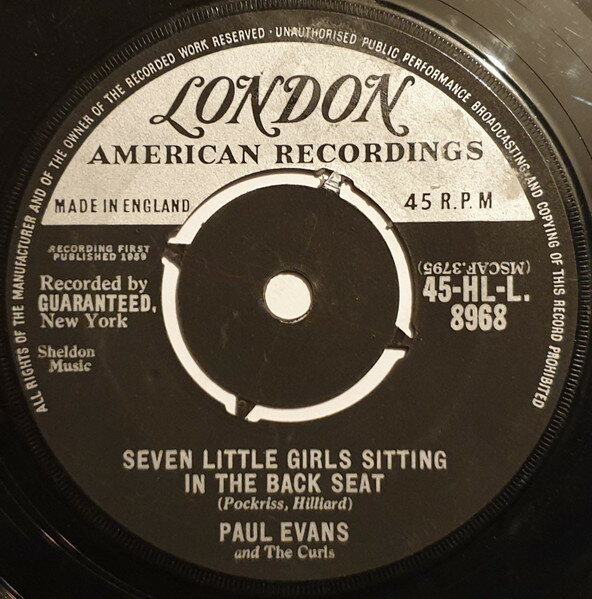 ALL RIGHTS OF THE MANUFACTURER AND OF THE OWNER OF THE RECORDED WORK RESERVED · UNAUTHORISED PUBLIC PERFORMANCE BROADCASTING AND COPYING OF THIS RECORD PROHIBITED
LONDON
AMERICAN RECORDINGS
MADE IN ENGLAND
45 R.P.M
RECORDING FIRST
PUBLISHED 1959
Recorded by
GUARANTEED,
New York
Sheldon
Music
(MSCAF.3795)
45-HL-L.
8968
SEVEN LITTLE GIRLS SITTING
IN THE BACK SEAT
(Pockriss, Hilliard)
PAUL EVANS
and The Curls